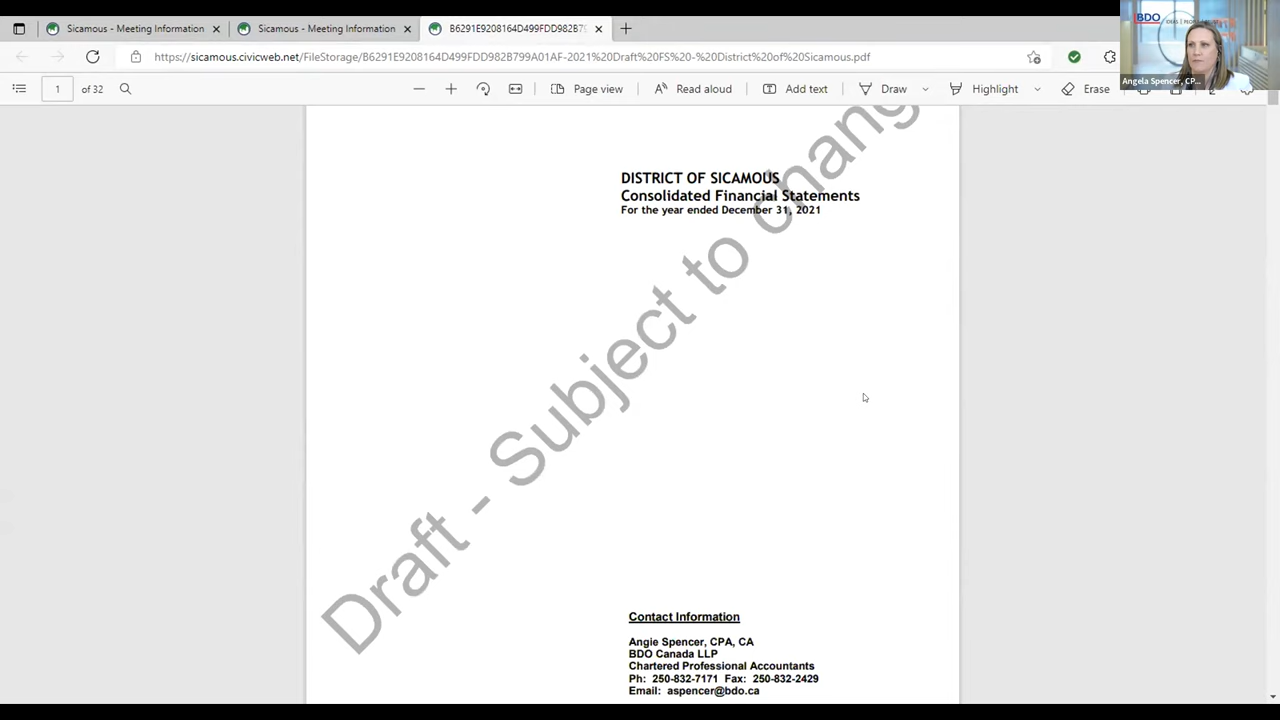 Sicamous - Meeting Information
Sicamous - Meeting Information
B6291E9208164D499FDD982B7
https://sicamous.civicweb.net/FileStorage/B6291E9208164D499FDD982B799A01AF-2021%20Draft%20FS%20-%20District%20of%20Sicamous.pdf
1 of 32
Page view
Read aloud
Add text
Draw
Highlight
Erase
BDO
Angela Spencer, CP...
DISTRICT OF SICAMOUS
Consolidated Financial Statements
For the year ended December 31, 2021
Draft - Subject to chang
Contact Information
Angie Spencer, CPA, CA
BDO Canada LLP
Chartered Professional Accountants
Ph: 250-832-7171 Fax: 250-832-2429
Email: aspencer@bdo.ca